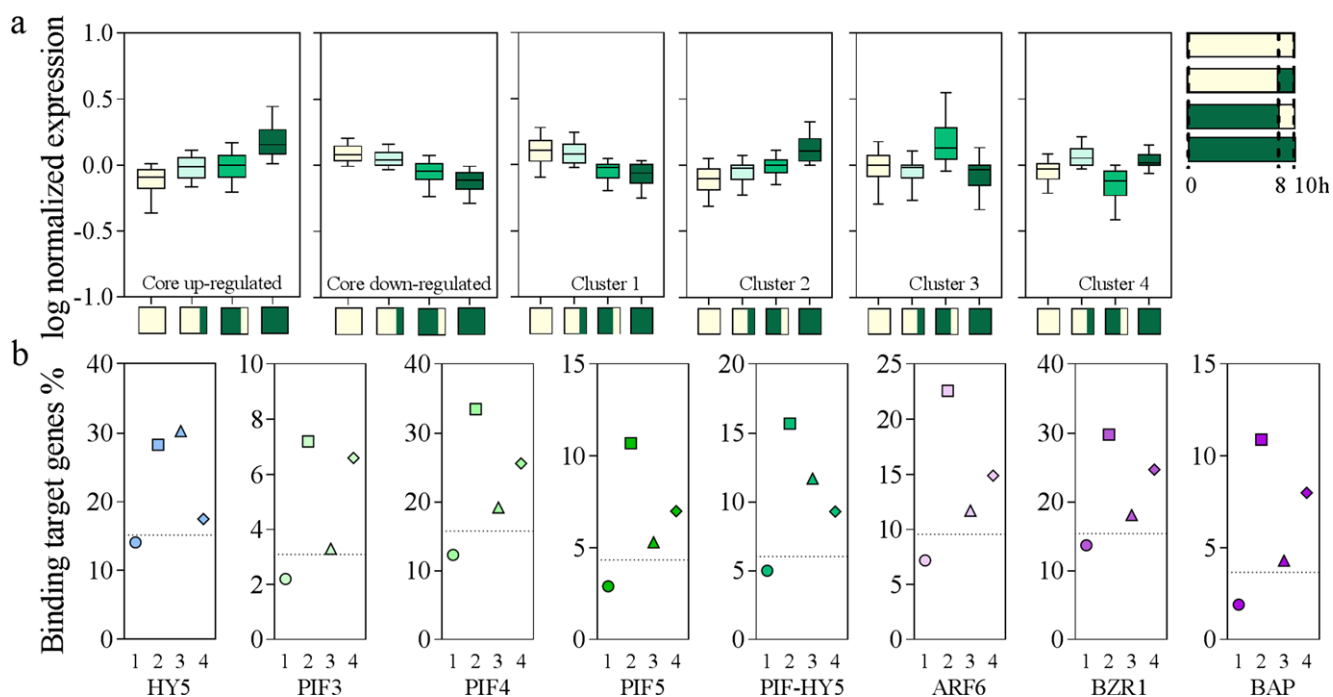 a
log normalized expression
1.0
0.5
0.0
-0.5
-1.0
Core up-regulated
Core down-regulated
Cluster 1
Cluster 2
Cluster 3
Cluster 4
0 8 10h
b
Binding target genes %
40
30
20
10
0
1 2 3 4
HY5
10
8
6
4
2
0
1 2 3 4
PIF3
40
30
20
10
0
1 2 3 4
PIF4
15
10
5
0
1 2 3 4
PIF5
20
15
10
5
0
1 2 3 4
PIF-HY5
25
20
15
10
5
0
1 2 3 4
ARF6
40
30
20
10
0
1 2 3 4
BZR1
15
10
5
0
1 2 3 4
BAP